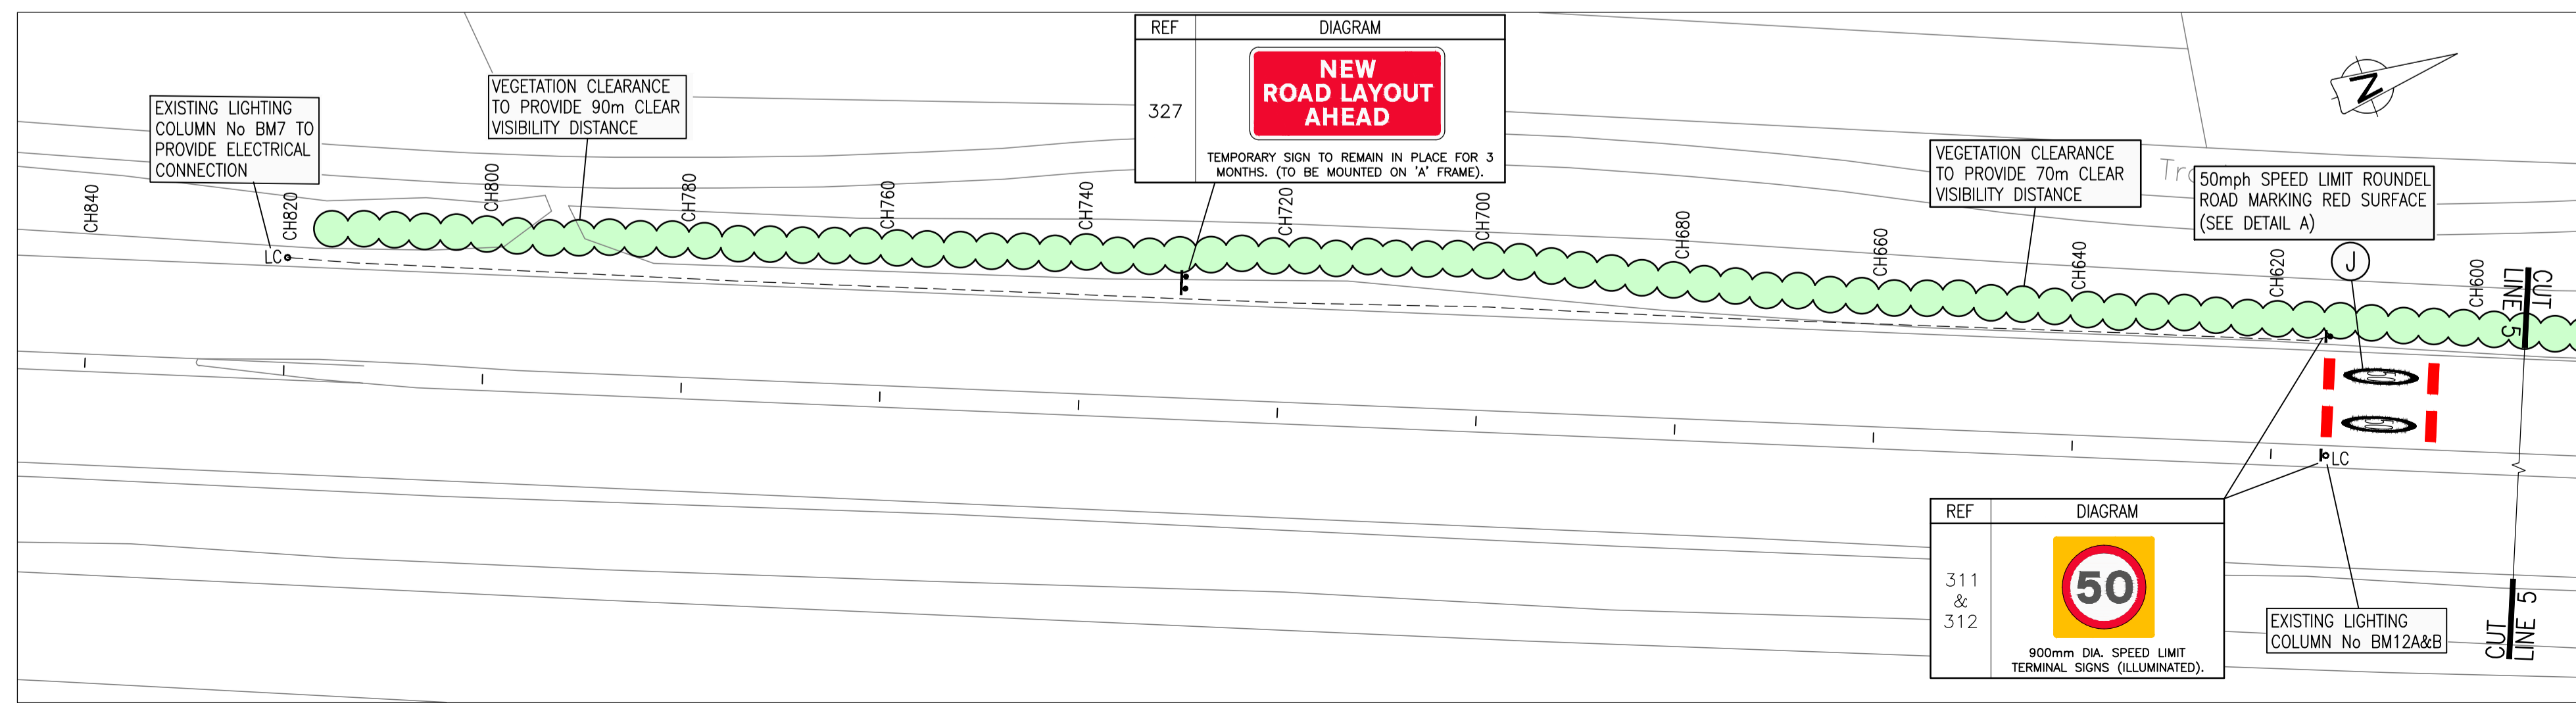 EXISTING LIGHTING
COLUMN No BM7 TO
PROVIDE ELECTRICAL
CONNECTION
VEGETATION CLEARANCE
TO PROVIDE 90m CLEAR
VISIBILITY DISTANCE
REF
DIAGRAM
327
NEW
ROAD LAYOUT
AHEAD
TEMPORARY SIGN TO REMAIN IN PLACE FOR 3
MONTHS. (TO BE MOUNTED ON 'A' FRAME).
VEGETATION CLEARANCE
TO PROVIDE 70m CLEAR
VISIBILITY DISTANCE
50mph SPEED LIMIT ROUNDEL
ROAD MARKING RED SURFACE
(SEE DETAIL A)
N
J
CH840
CH820
CH800
CH780
CH760
CH740
CH720
CH700
CH680
CH660
CH640
CH620
CH600
CUT
LINE 5
LC
50
50
LC
REF
DIAGRAM
311
&
312
50
900mm DIA. SPEED LIMIT
TERMINAL SIGNS (ILLUMINATED).
EXISTING LIGHTING
COLUMN No BM12A&B
CUT
LINE 5